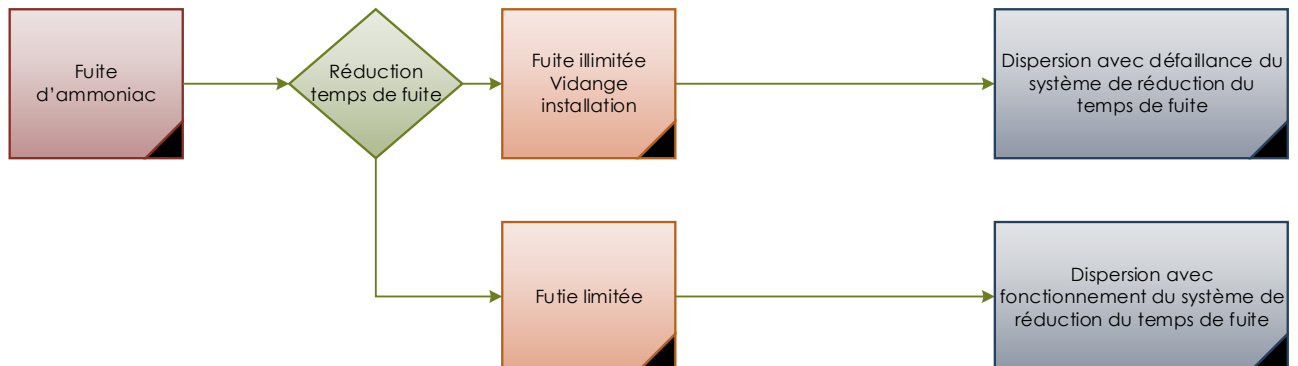 Fuite
d’ammoniac
Réduction
temps de fuite
Fuite illimitée
Vidange
installation
Dispersion avec défaillance du
système de réduction du
temps de fuite
Futie limitée
Dispersion avec
fonctionnement du système de
réduction du temps de fuite